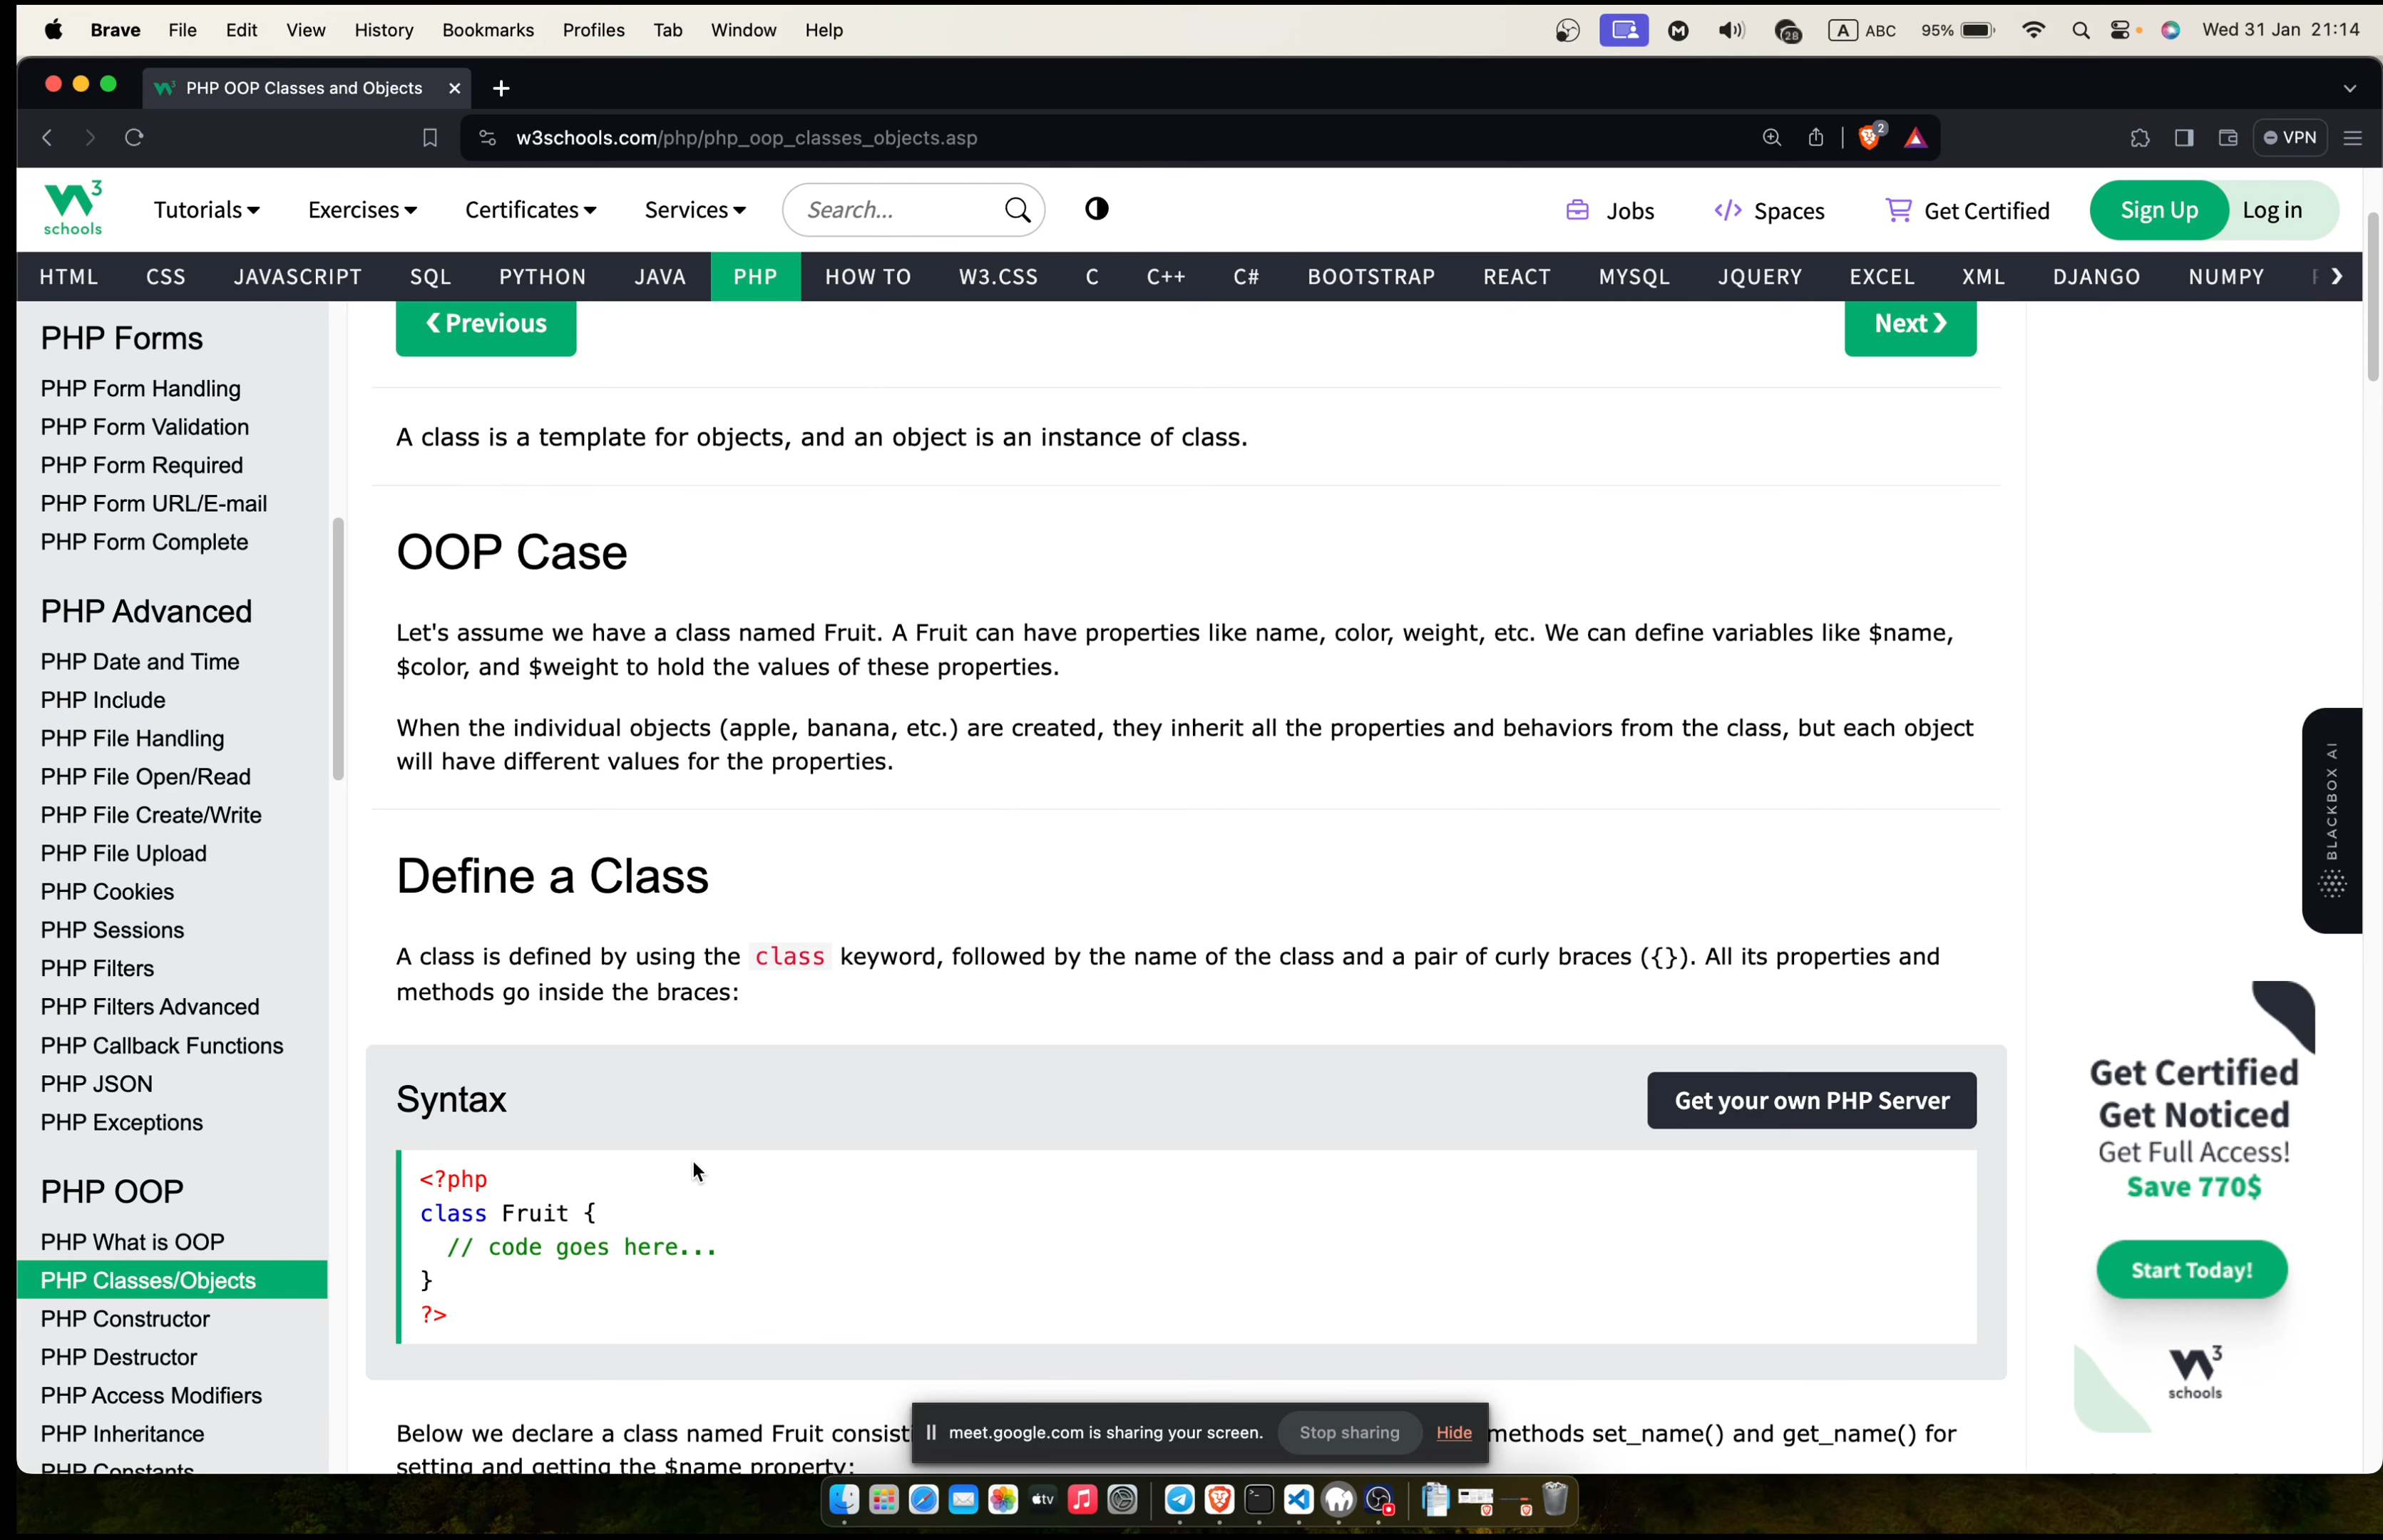 Brave File Edit View History Bookmarks Profiles Tab Window Help
28 A ABC 95% Wed 31 Jan 21:14
PHP OOP Classes and Objects
w3schools.com/php/php_oop_classes_objects.asp
2 VPN
W3 schools
Tutorials Exercises Certificates Services Search... Jobs </> Spaces Get Certified Sign Up Log in
HTML CSS JAVASCRIPT SQL PYTHON JAVA PHP HOW TO W3.CSS C C++ C# BOOTSTRAP REACT MYSQL JQUERY EXCEL XML DJANGO NUMPY
PHP Forms
PHP Form Handling
PHP Form Validation
PHP Form Required
PHP Form URL/E-mail
PHP Form Complete
PHP Advanced
PHP Date and Time
PHP Include
PHP File Handling
PHP File Open/Read
PHP File Create/Write
PHP File Upload
PHP Cookies
PHP Sessions
PHP Filters
PHP Filters Advanced
PHP Callback Functions
PHP JSON
PHP Exceptions
PHP OOP
PHP What is OOP
PHP Classes/Objects
PHP Constructor
PHP Destructor
PHP Access Modifiers
PHP Inheritance
PHP Constants
❮ Previous
Next ❯
A class is a template for objects, and an object is an instance of class.
OOP Case
Let's assume we have a class named Fruit. A Fruit can have properties like name, color, weight, etc. We can define variables like $name,
$color, and $weight to hold the values of these properties.
When the individual objects (apple, banana, etc.) are created, they inherit all the properties and behaviors from the class, but each object
will have different values for the properties.
Define a Class
A class is defined by using the class keyword, followed by the name of the class and a pair of curly braces ({}). All its properties and
methods go inside the braces:
Syntax
Get your own PHP Server
<?php
class Fruit {
// code goes here...
}
?>
Below we declare a class named Fruit methods set_name() and get_name() for
setting and getting the $name property:
meet.google.com is sharing your screen. Stop sharing Hide
BLACKBOX AI
Get Certified
Get Noticed
Get Full Access!
Save 770$
Start Today!
W3 schools
tv